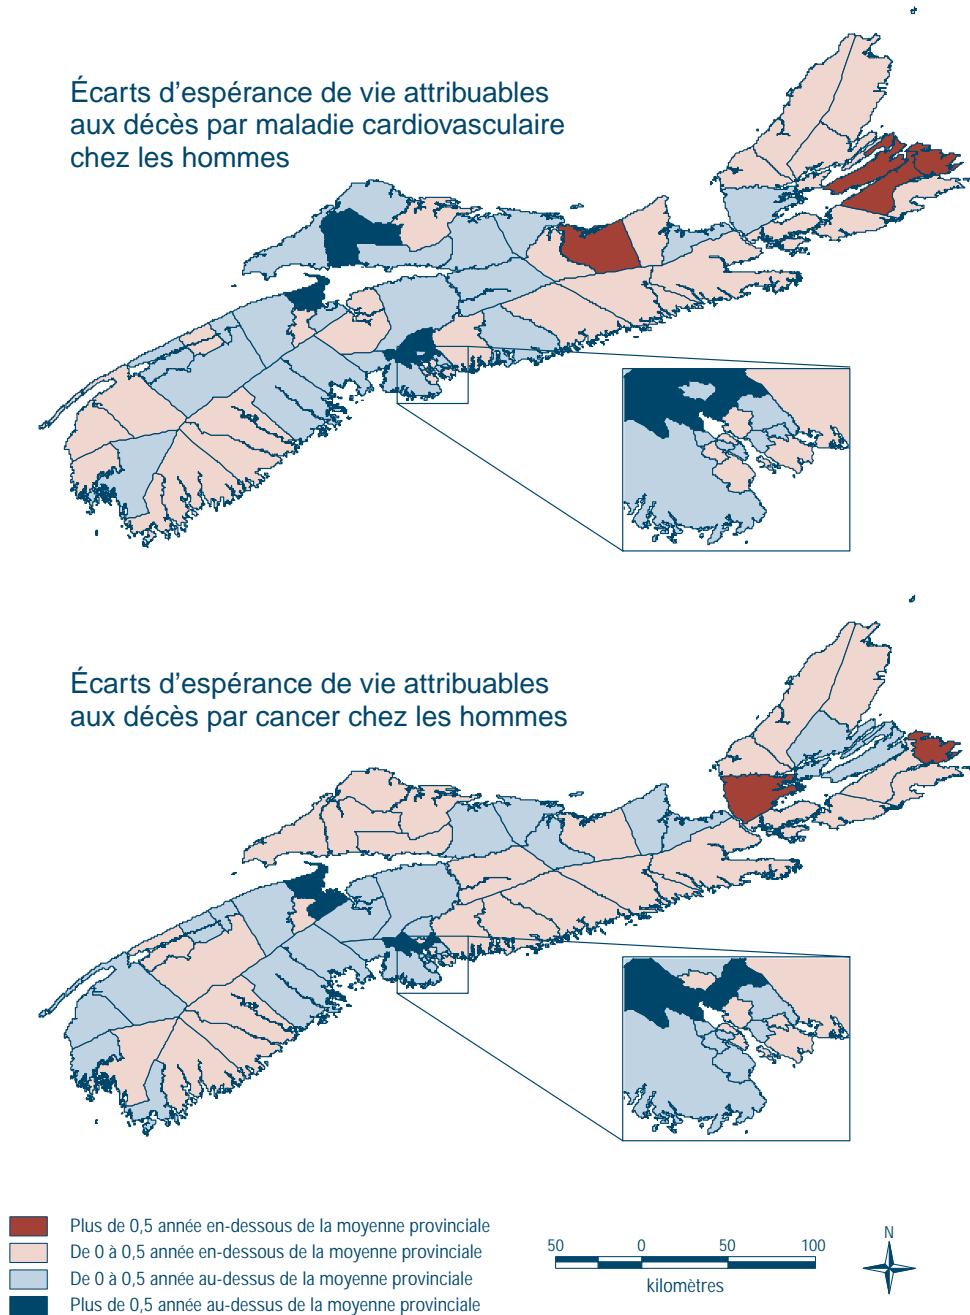 Écarts d'espérance de vie attribuables
aux décès par maladie cardiovasculaire
chez les hommes
Écarts d'espérance de vie attribuables
aux décès par cancer chez les hommes
Plus de 0,5 année en-dessous de la moyenne provinciale
De 0 à 0,5 année en-dessous de la moyenne provinciale
De 0 à 0,5 année au-dessus de la moyenne provinciale
Plus de 0,5 année au-dessus de la moyenne provinciale
50 0 50 100
kilomètres
N